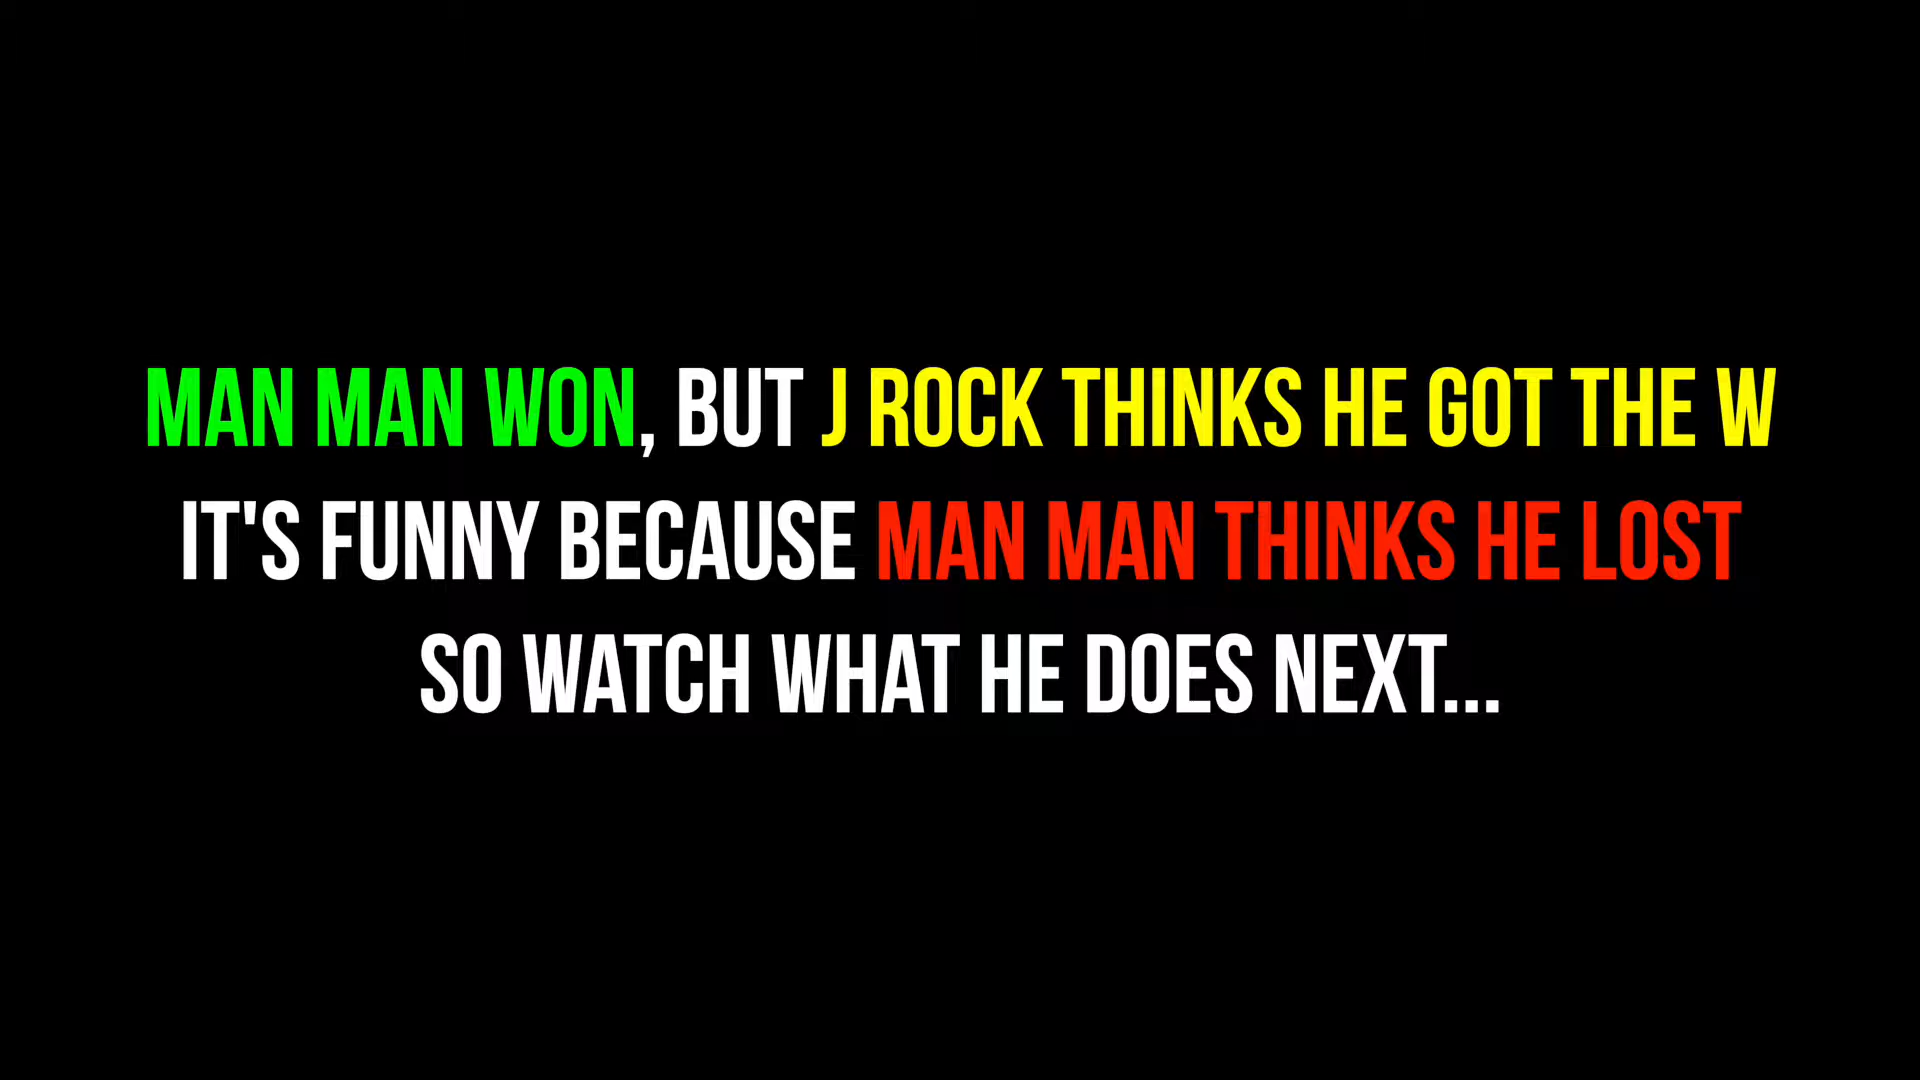 MAN MAN WON, BUT J ROCK THINKS HE GOT THE W
IT'S FUNNY BECAUSE MAN MAN THINKS HE LOST
SO WATCH WHAT HE DOES NEXT...